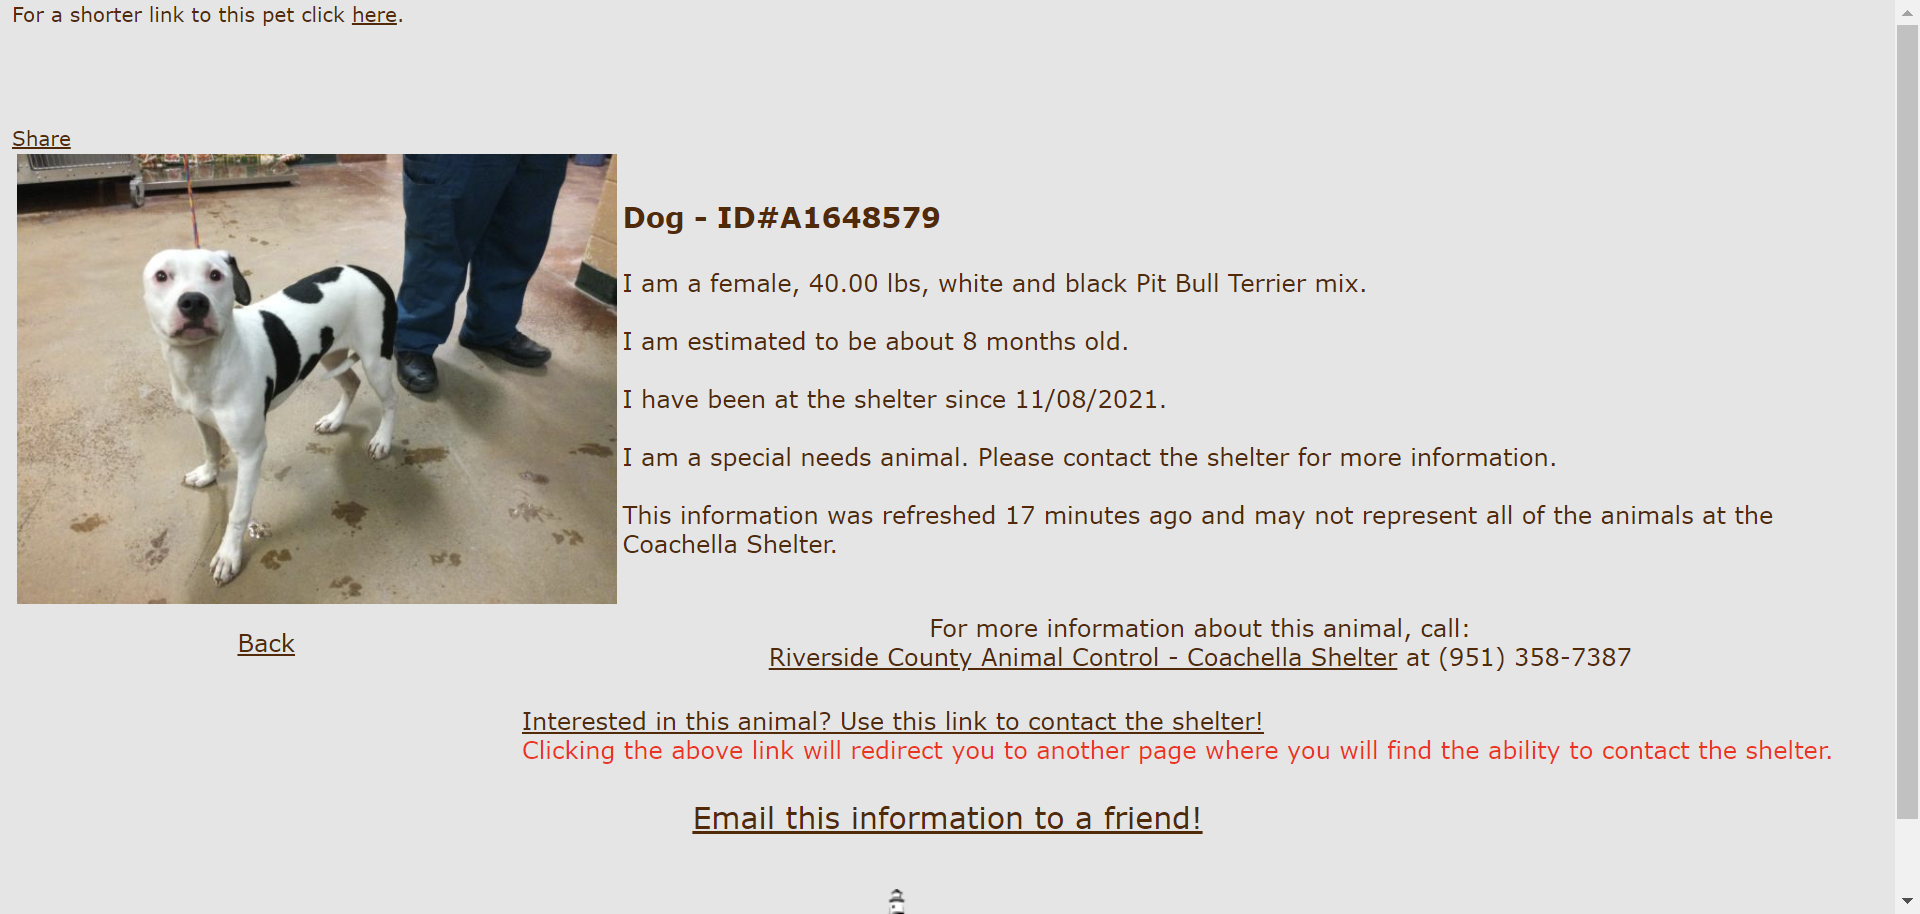 For a shorter link to this pet click here.
Share
Dog - ID#A1648579
I am a female, 40.00 lbs, white and black Pit Bull Terrier mix.
I am estimated to be about 8 months old.
I have been at the shelter since 11/08/2021.
I am a special needs animal. Please contact the shelter for more information.
This information was refreshed 17 minutes ago and may not represent all of the animals at the
Coachella Shelter.
Back
For more information about this animal, call:
Riverside County Animal Control - Coachella Shelter at (951) 358-7387
Interested in this animal? Use this link to contact the shelter!
Clicking the above link will redirect you to another page where you will find the ability to contact the shelter.
Email this information to a friend!